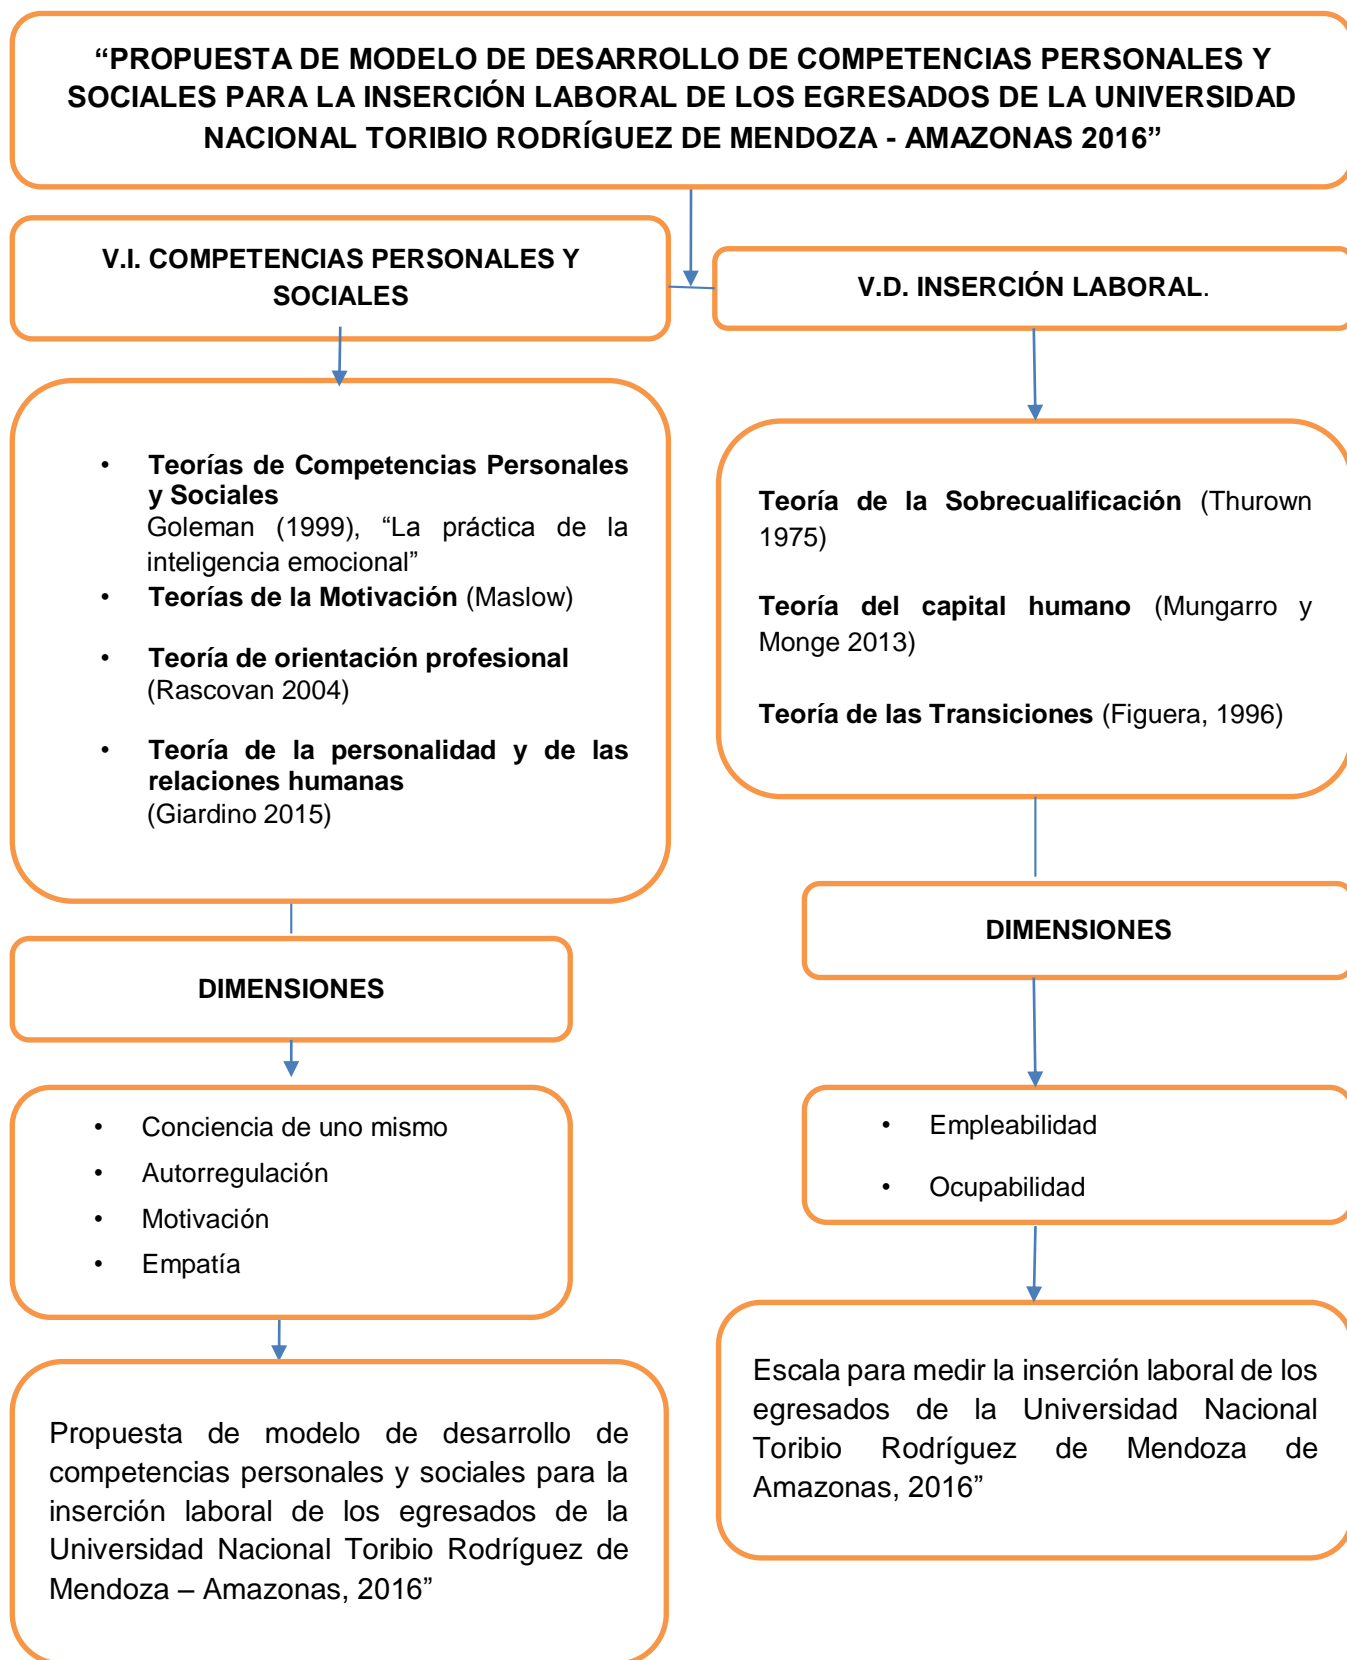 “PROPUESTA DE MODELO DE DESARROLLO DE COMPETENCIAS PERSONALES Y
SOCIALES PARA LA INSERCIÓN LABORAL DE LOS EGRESADOS DE LA UNIVERSIDAD
NACIONAL TORIBIO RODRÍGUEZ DE MENDOZA - AMAZONAS 2016”
V.I. COMPETENCIAS PERSONALES Y
SOCIALES
• Teorías de Competencias Personales
y Sociales
Goleman (1999), “La práctica de la
inteligencia emocional”
• Teorías de la Motivación (Maslow)
• Teoría de orientación profesional
(Rascovan 2004)
• Teoría de la personalidad y de las
relaciones humanas
(Giardino 2015)
DIMENSIONES
• Conciencia de uno mismo
• Autorregulación
• Motivación
• Empatía
Propuesta de modelo de desarrollo de
competencias personales y sociales para la
inserción laboral de los egresados de la
Universidad Nacional Toribio Rodríguez de
Mendoza – Amazonas, 2016”
V.D. INSERCIÓN LABORAL.
Teoría de la Sobrecualificación (Thurown
1975)
Teoría del capital humano (Mungarro y
Monge 2013)
Teoría de las Transiciones (Figuera, 1996)
DIMENSIONES
• Empleabilidad
• Ocupabilidad
Escala para medir la inserción laboral de los
egresados de la Universidad Nacional
Toribio Rodríguez de Mendoza de
Amazonas, 2016”